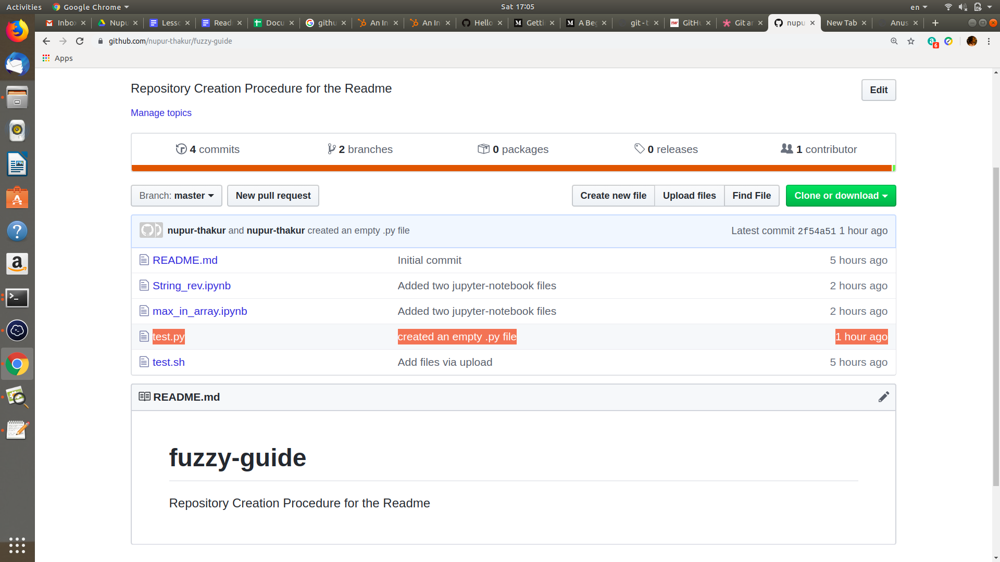 Activities Google Chrome Sat 17:05 en
Inbo Nupu Lesso Read Docu githu An In An In Hello Getti A Beg git - t GitHu Git ar nupu New Tab Anus
github.com/nupur-thakur/fuzzy-guide 6
Apps
Repository Creation Procedure for the Readme Edit
Manage topics
4 commits 2 branches 0 packages 0 releases 1 contributor
Branch: master New pull request Create new file Upload files Find File Clone or download
nupur-thakur and nupur-thakur created an empty .py file Latest commit 2f54a51 1 hour ago
README.md Initial commit 5 hours ago
String_rev.ipynb Added two jupyter-notebook files 2 hours ago
max_in_array.ipynb Added two jupyter-notebook files 2 hours ago
test.py created an empty .py file 1 hour ago
test.sh Add files via upload 5 hours ago
README.md
fuzzy-guide
Repository Creation Procedure for the Readme